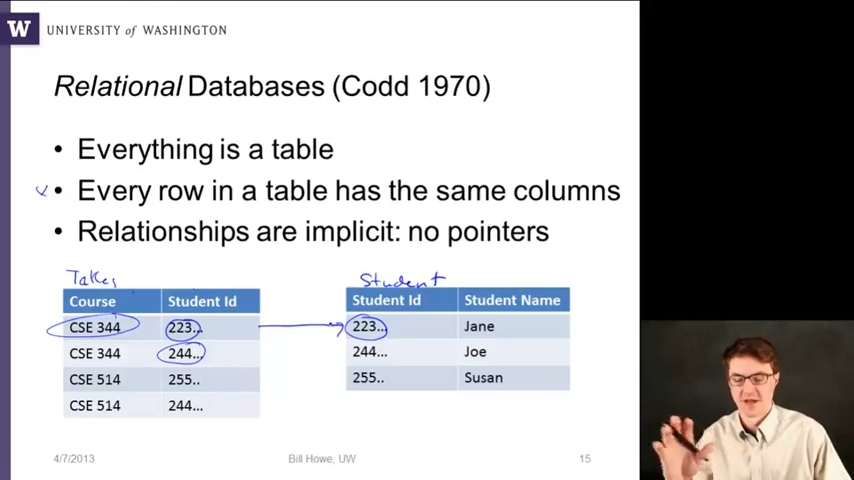 W UNIVERSITY of WASHINGTON
Relational Databases (Codd 1970)
• Everything is a table
• Every row in a table has the same columns
• Relationships are implicit: no pointers
Takes
Course Student Id
CSE 344 223...
CSE 344 244...
CSE 514 255..
CSE 514 244...
Student
Student Id Student Name
223... Jane
244... Joe
255.. Susan
4/7/2013 Bill Howe, UW 15